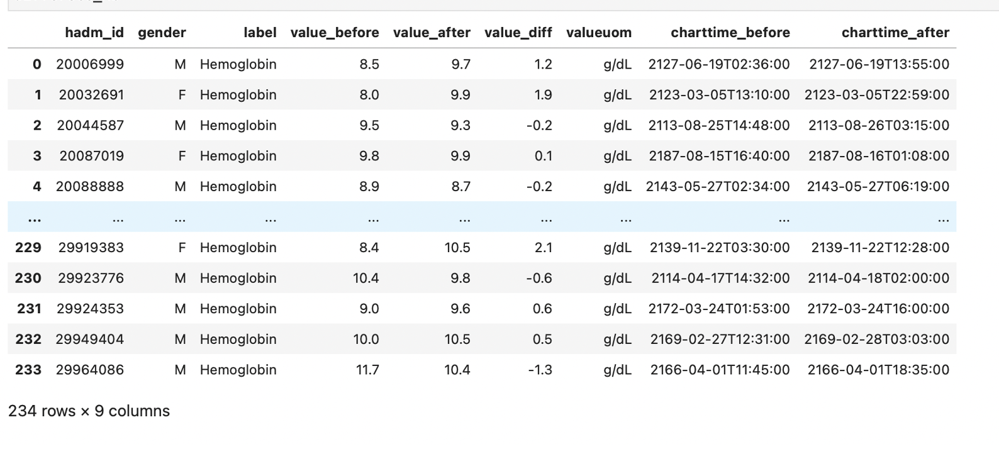 hadm_id gender label value_before value_after value_diff valueuom charttime_before charttime_after
0 20006999 M Hemoglobin 8.5 9.7 1.2 g/dL 2127-06-19T02:36:00 2127-06-19T13:55:00
1 20032691 F Hemoglobin 8.0 9.9 1.9 g/dL 2123-03-05T13:10:00 2123-03-05T22:59:00
2 20044587 M Hemoglobin 9.5 9.3 -0.2 g/dL 2113-08-25T14:48:00 2113-08-26T03:15:00
3 20087019 F Hemoglobin 9.8 9.9 0.1 g/dL 2187-08-15T16:40:00 2187-08-16T01:08:00
4 20088888 M Hemoglobin 8.9 8.7 -0.2 g/dL 2143-05-27T02:34:00 2143-05-27T06:19:00
... ... ... ... ... ... ... ... ... ...
229 29919383 F Hemoglobin 8.4 10.5 2.1 g/dL 2139-11-22T03:30:00 2139-11-22T12:28:00
230 29923776 M Hemoglobin 10.4 9.8 -0.6 g/dL 2114-04-17T14:32:00 2114-04-18T02:00:00
231 29924353 M Hemoglobin 9.0 9.6 0.6 g/dL 2172-03-24T01:53:00 2172-03-24T16:00:00
232 29949404 M Hemoglobin 10.0 10.5 0.5 g/dL 2169-02-27T12:31:00 2169-02-28T03:03:00
233 29964086 M Hemoglobin 11.7 10.4 -1.3 g/dL 2166-04-01T11:45:00 2166-04-01T18:35:00
234 rows × 9 columns